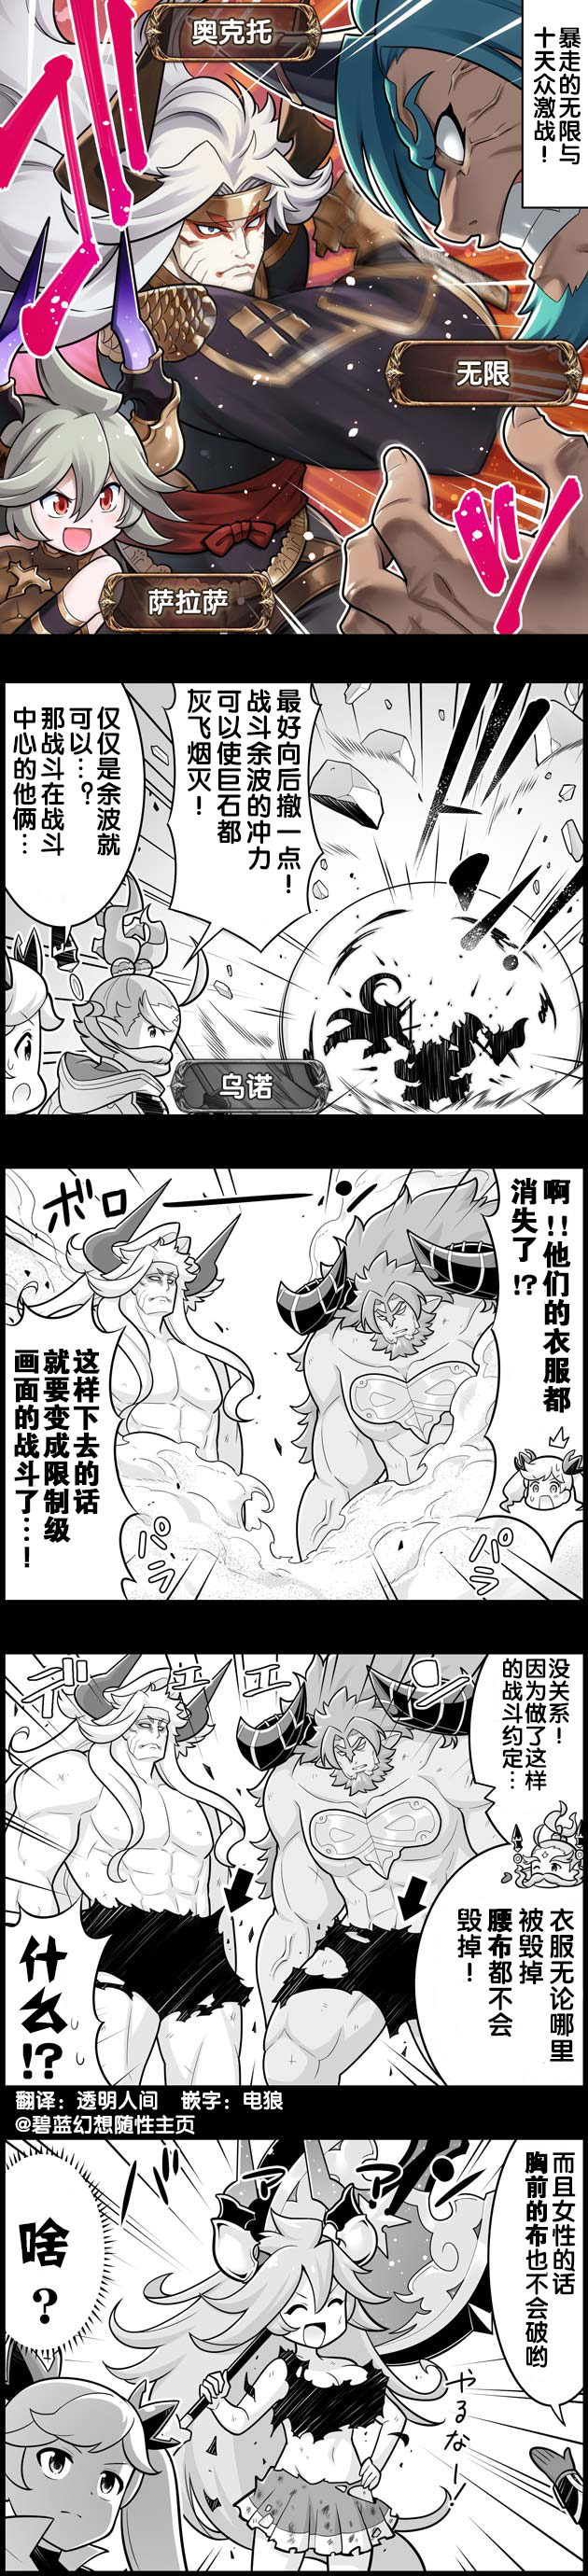 暴走的无限与
十天众激战！
奥克托
无限
萨拉萨
ッ
最好向后撤一点！
战斗余波的冲力
可以使巨石都
灰飞烟灭！
仅仅是余波就
可以…？
那战斗在战斗
中心的他俩…
乌诺
啊!!他们的衣服都
消失了!?
ボロ
ー
这样下去的话
就要变成限制级
画面的战斗了…！
パラ
パラ
没关系！
因为做了这样
的战斗约定…
衣服无论哪里
被毁掉
腰布都不会
毁掉！
什么!?
翻译：透明人间 嵌字：电狼
@碧蓝幻想随性主页
而且女性的话
胸前的布也不会破哟
啥？
やるなー！